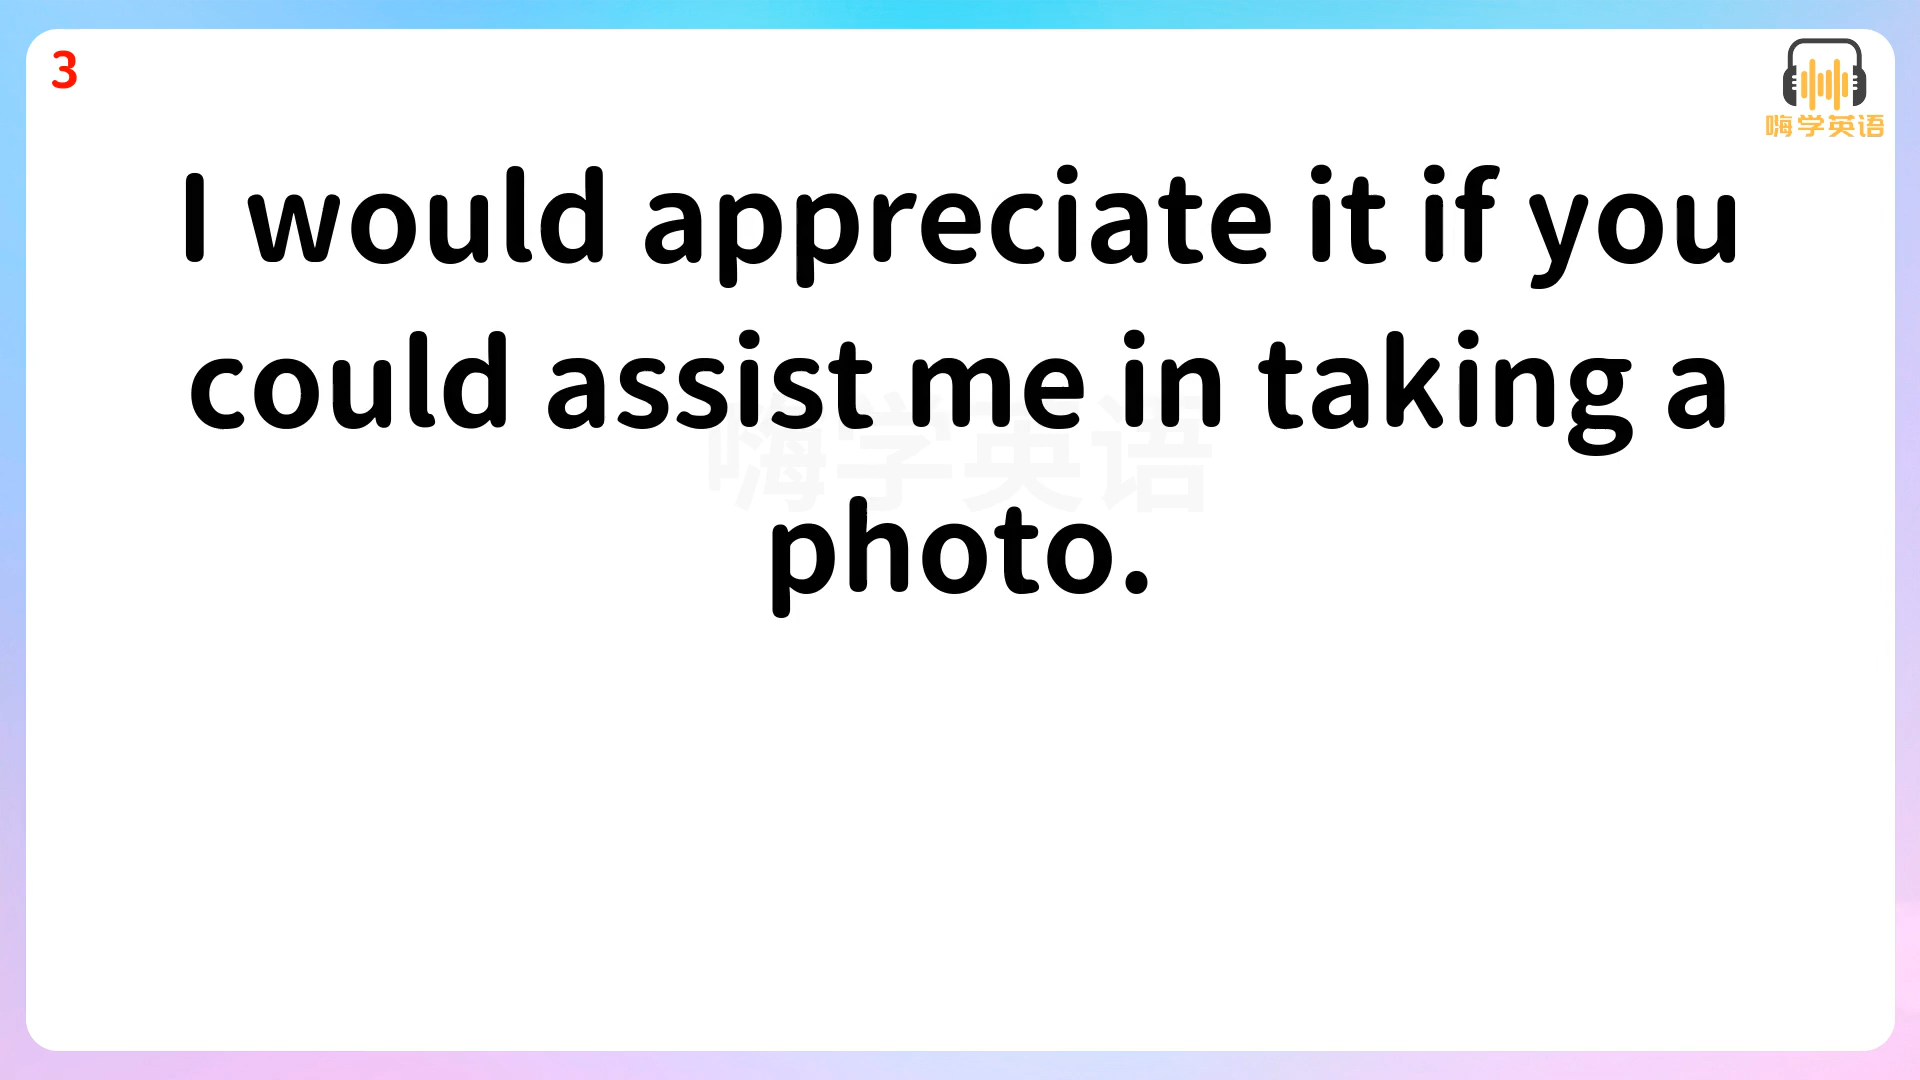 3
嗨学英语
I would appreciate it if you
could assist me in taking a
嗨学英语
photo.